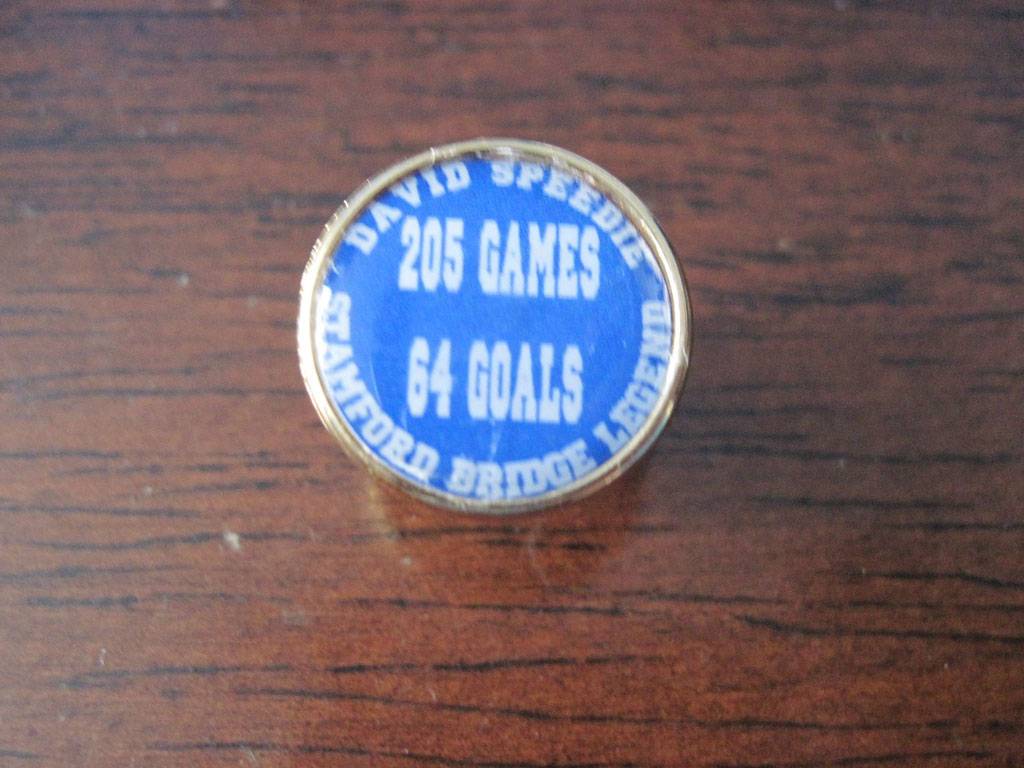 DAVID SPEEDIE
205 GAMES
64 GOALS
STAMFORD BRIDGE LEGEND